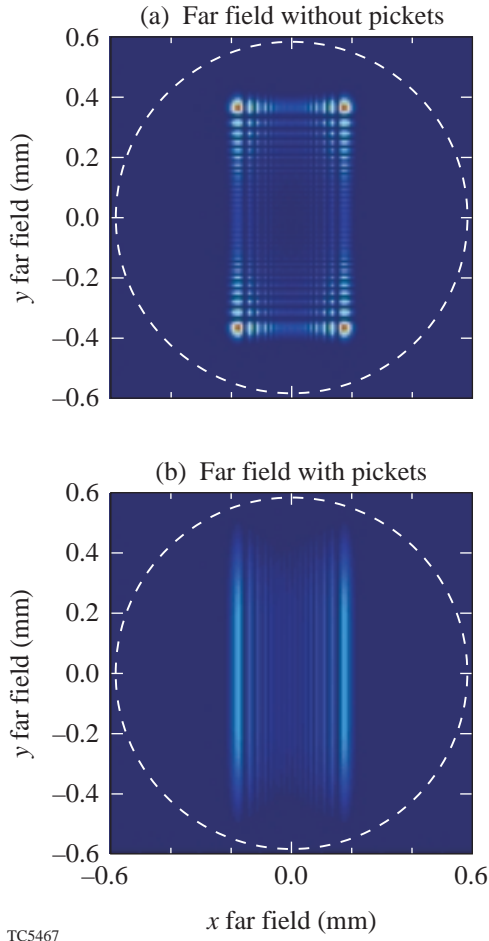 (a) Far field without pickets
0.6
0.4
0.2
0.0
–0.2
–0.4
–0.6
y far field (mm)
(b) Far field with pickets
0.6
0.4
0.2
0.0
–0.2
–0.4
–0.6
y far field (mm)
–0.6 0.0 0.6
x far field (mm)
TC5467